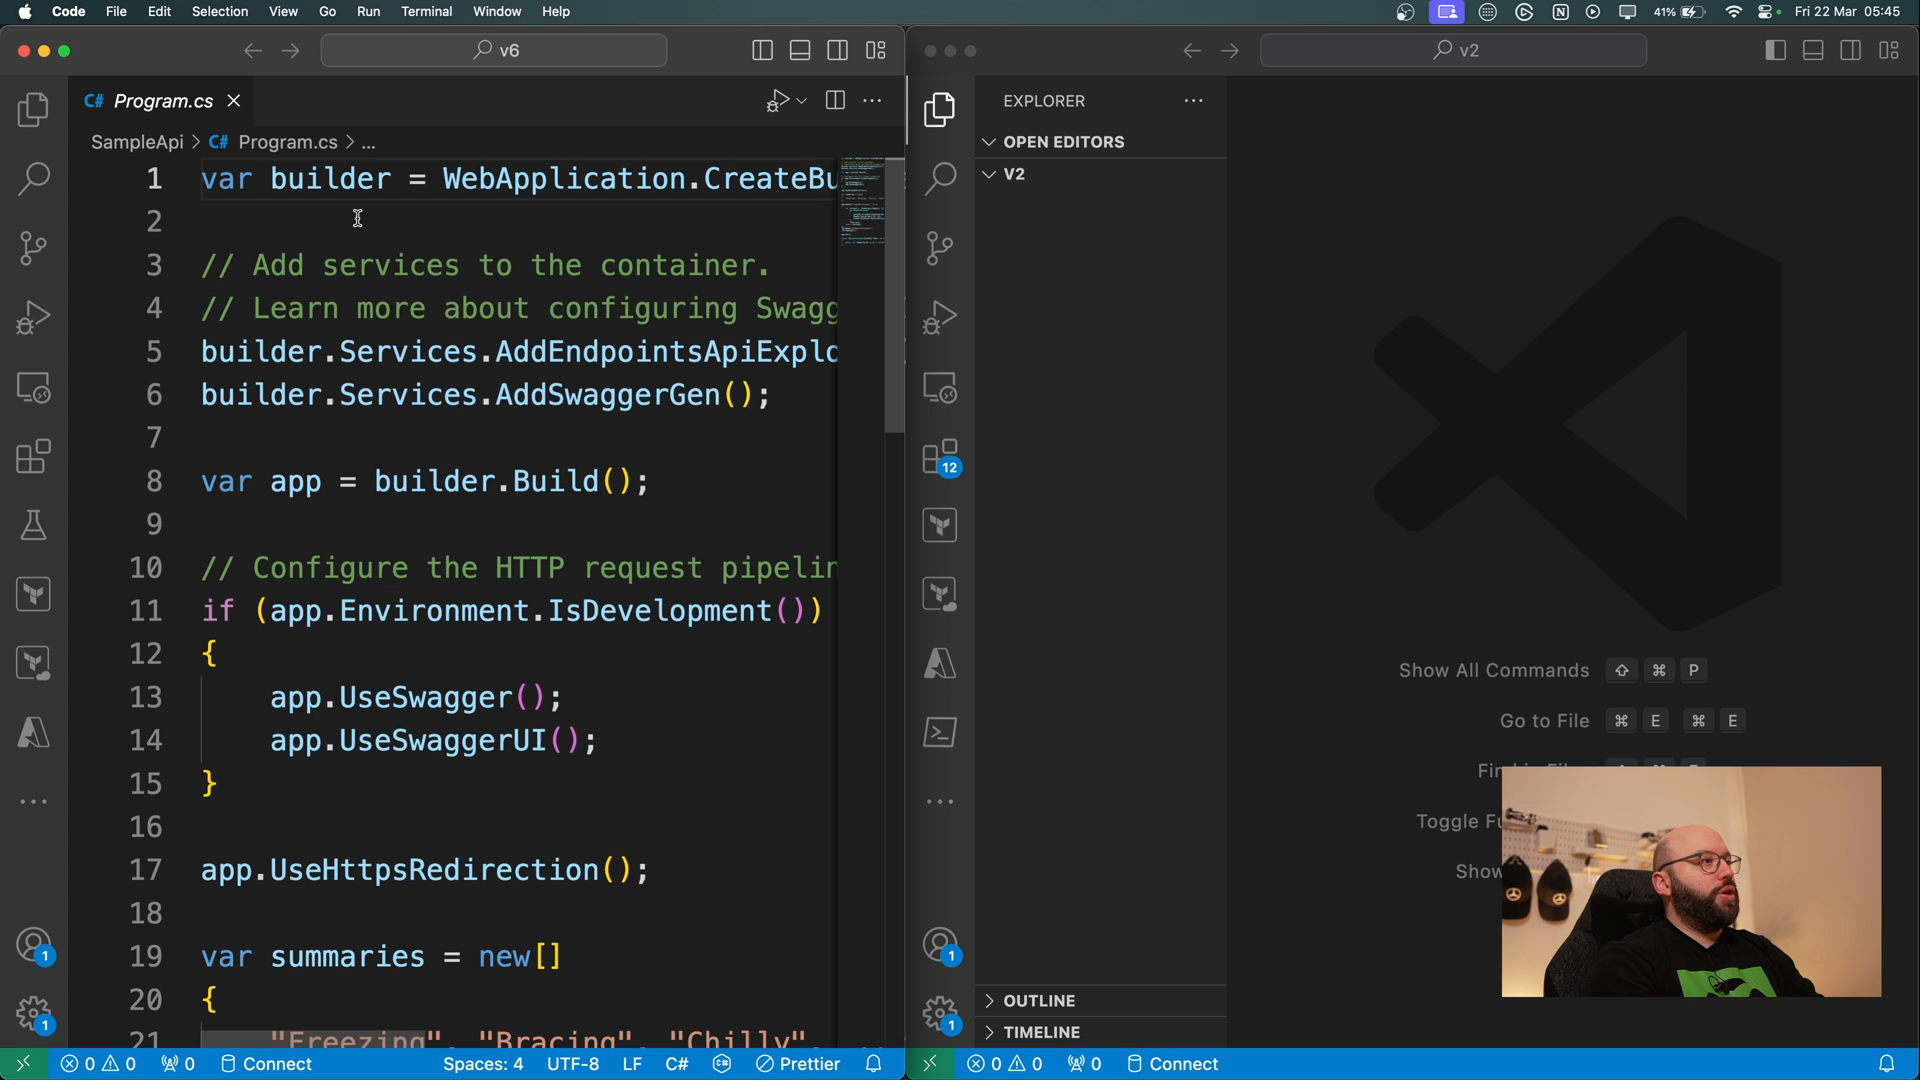 Code File Edit Selection View Go Run Terminal Window Help 41% Fri 22 Mar 05:45
v6
C# Program.cs
SampleApi > C# Program.cs > ...
1 var builder = WebApplication.CreateBu
2
3 // Add services to the container.
4 // Learn more about configuring Swagg
5 builder.Services.AddEndpointsApiExplo
6 builder.Services.AddSwaggerGen();
7
8 var app = builder.Build();
9
10 // Configure the HTTP request pipelin
11 if (app.Environment.IsDevelopment())
12 {
13 app.UseSwagger();
14 app.UseSwaggerUI();
15 }
16
17 app.UseHttpsRedirection();
18
19 var summaries = new[]
20 {
21 "Freezing", "Bracing", "Chilly",
1
1
0 0 0 Connect Spaces: 4 UTF-8 LF C# Prettier
v2
EXPLORER
OPEN EDITORS
V2
12
Show All Commands ⇧ ⌘ P
Go to File ⌘ E ⌘ E
Toggle Fu
Show
OUTLINE
TIMELINE
1
1
0 0 0 Connect